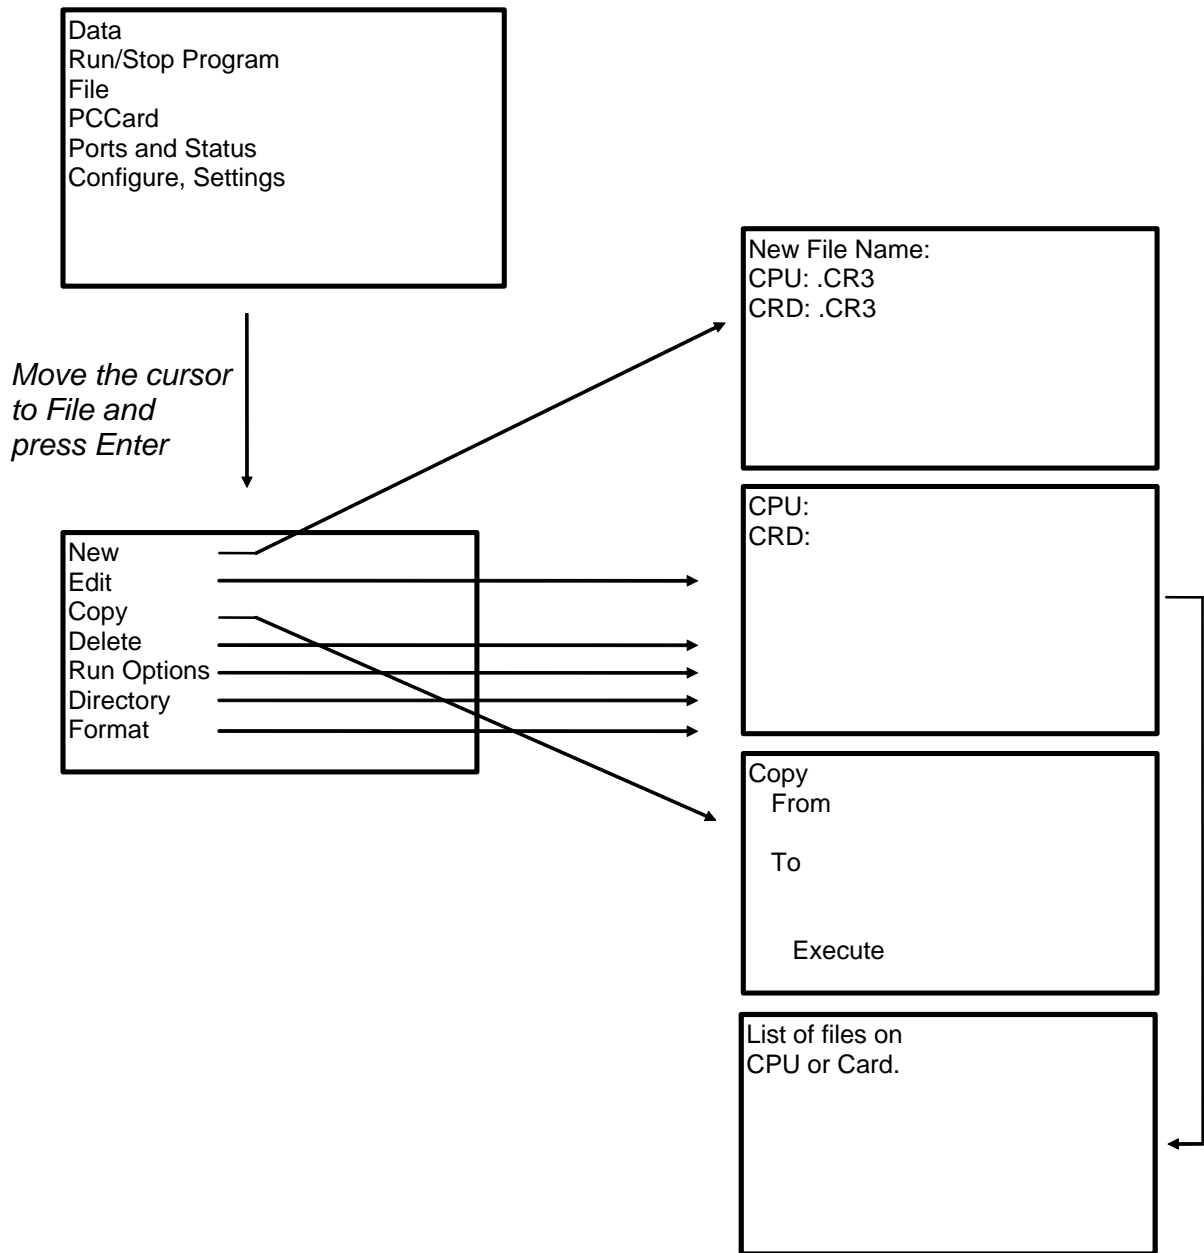 Data
Run/Stop Program
File
PCCard
Ports and Status
Configure, Settings
Move the cursor
to File and
press Enter
New
Edit
Copy
Delete
Run Options
Directory
Format
New File Name:
CPU: .CR3
CRD: .CR3
CPU:
CRD:
Copy
From
To
Execute
List of files on
CPU or Card.